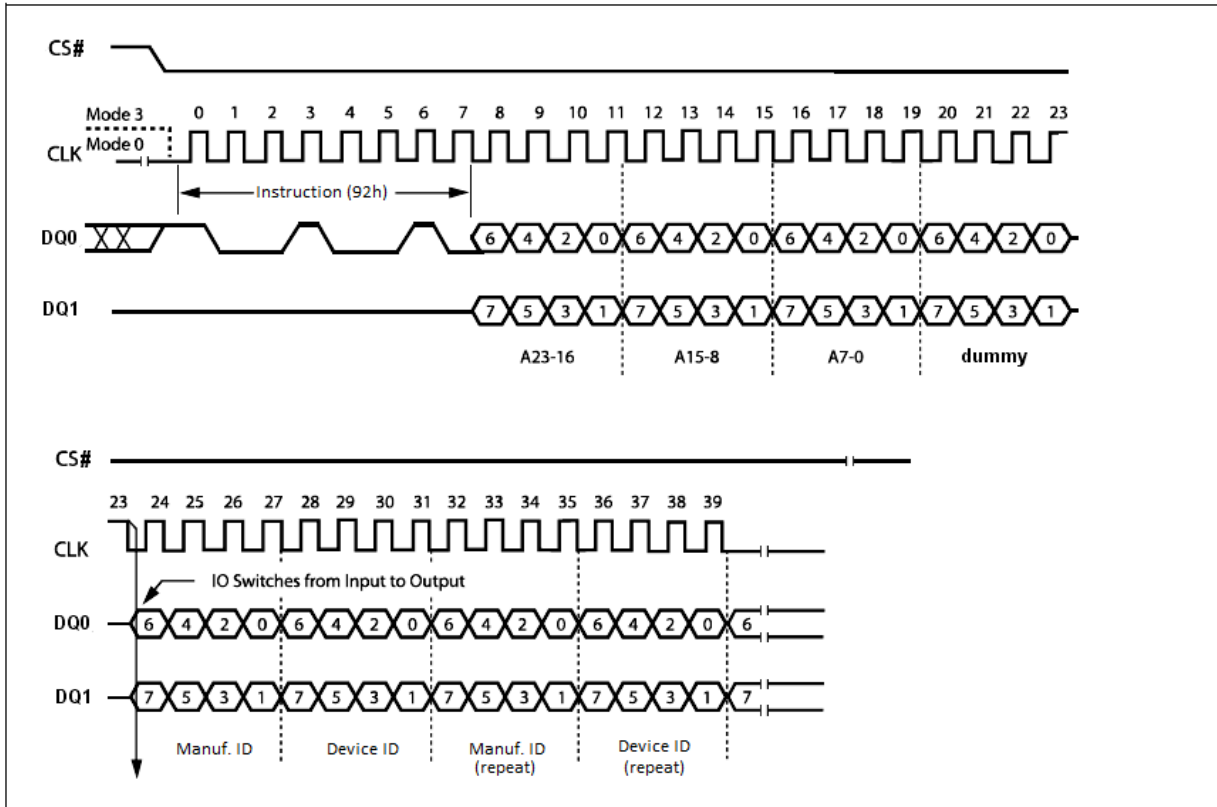 CS#
Mode 3
0 1 2 3 4 5 6 7 8 9 10 11 12 13 14 15 16 17 18 19 20 21 22 23
CLK Mode 0
Instruction (92h)
DQ0 6 4 2 0 6 4 2 0 6 4 2 0 6 4 2 0
DQ1 7 5 3 1 7 5 3 1 7 5 3 1 7 5 3 1
A23-16 A15-8 A7-0 dummy
CS#
23 24 25 26 27 28 29 30 31 32 33 34 35 36 37 38 39
CLK
IO Switches from Input to Output
DQ0 6 4 2 0 6 4 2 0 6 4 2 0 6 4 2 0 6
DQ1 7 5 3 1 7 5 3 1 7 5 3 1 7 5 3 1 7
Manuf. ID Device ID Manuf. ID Device ID
(repeat) (repeat)